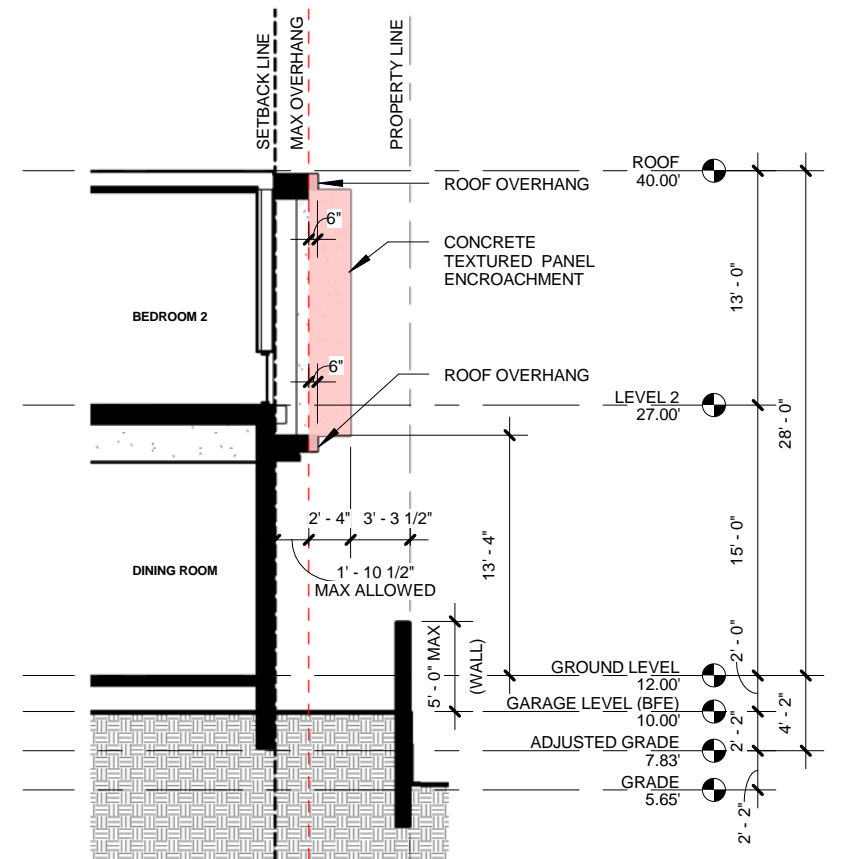 SETBACK LINE
MAX OVERHANG
PROPERTY LINE
ROOF
40.00'
ROOF OVERHANG
6"
CONCRETE
TEXTURED PANEL
ENCROACHMENT
13' - 0"
BEDROOM 2
6"
ROOF OVERHANG
LEVEL 2
27.00'
28' - 0"
2' - 4"
3' - 3 1/2"
15' - 0"
13' - 4"
DINING ROOM
1' - 10 1/2"
MAX ALLOWED
5' - 0" MAX
(WALL)
2' - 0"
GROUND LEVEL
12.00'
GARAGE LEVEL (BFE)
10.00'
4' - 2"
2' - 2"
ADJUSTED GRADE
7.83'
GRADE
5.65'
2' - 2"